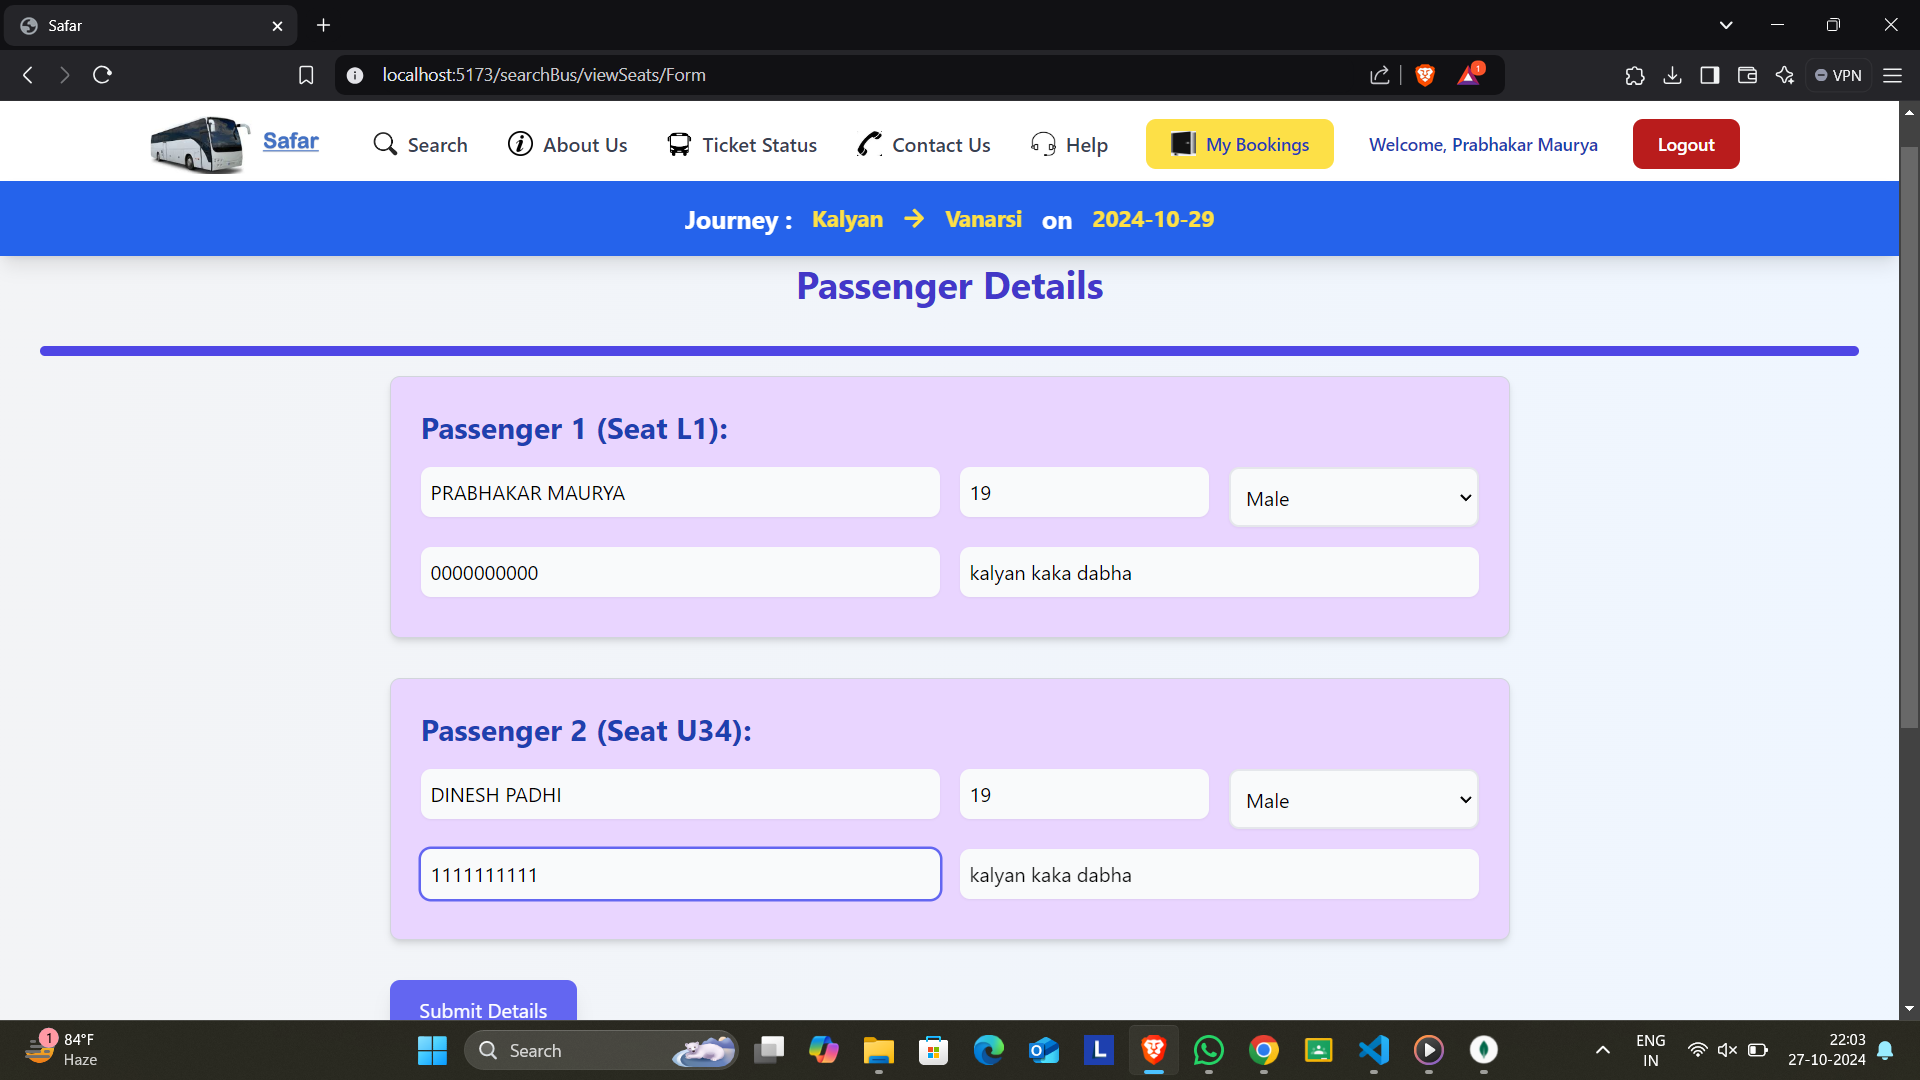 Safar
localhost:5173/searchBus/viewSeats/Form
1
VPN
Safar
Search
About Us
Ticket Status
Contact Us
Help
My Bookings
Welcome, Prabhakar Maurya
Logout
Journey : Kalyan → Vanarsi on 2024-10-29
Passenger Details
Passenger 1 (Seat L1):
PRABHAKAR MAURYA
19
Male
0000000000
kalyan kaka dabha
Passenger 2 (Seat U34):
DINESH PADHI
19
Male
1111111111
kalyan kaka dabha
Submit Details
1
84°F
Haze
Search
L
ENG
IN
22:03
27-10-2024